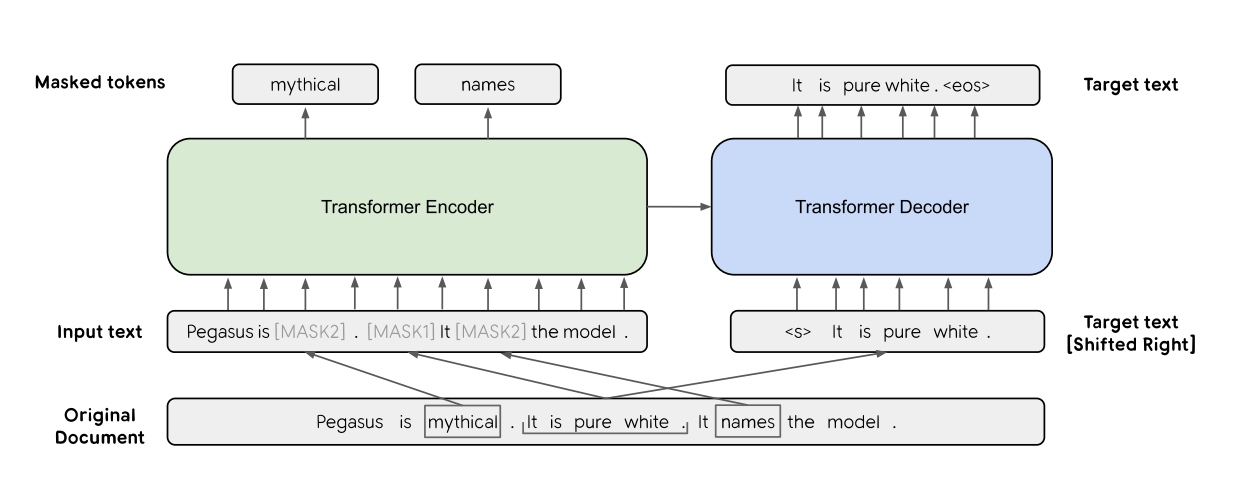 Masked tokens
mythical
names
It is pure white . <eos>
Target text
Transformer Encoder
Transformer Decoder
Input text
Pegasus is [MASK2] . [MASK1] It [MASK2] the model .
<s> It is pure white .
Target text
[Shifted Right]
Original
Document
Pegasus is mythical . It is pure white . It names the model .